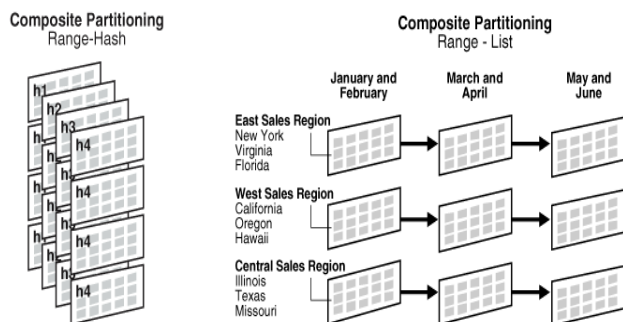 Composite Partitioning
Range-Hash
h1
h2
h3
h4
h4
h4
h4
Composite Partitioning
Range - List
January and
February
March and
April
May and
June
East Sales Region
New York
Virginia
Florida
West Sales Region
California
Oregon
Hawaii
Central Sales Region
Illinois
Texas
Missouri